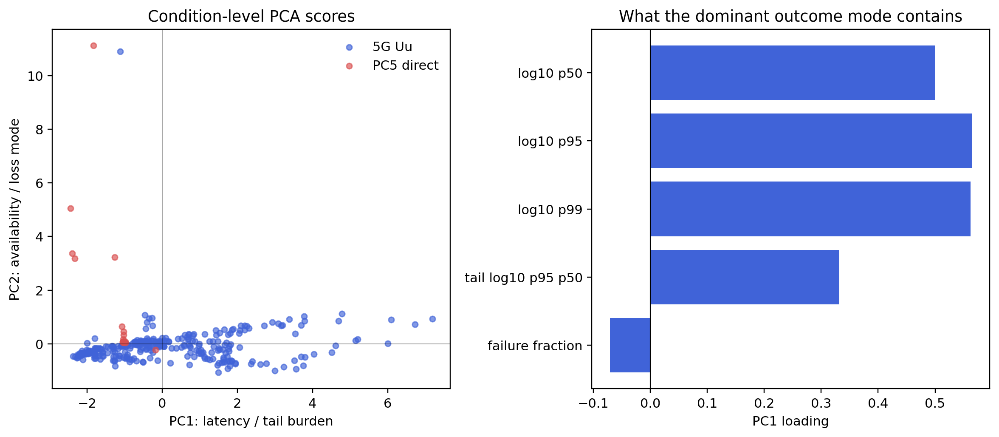 Condition-level PCA scores
5G Uu
PC5 direct
10
8
6
4
2
0
PC2: availability / loss mode
−2
0
2
4
6
PC1: latency / tail burden
What the dominant outcome mode contains
log10 p50
log10 p95
log10 p99
tail log10 p95 p50
failure fraction
−0.1
0.0
0.1
0.2
0.3
0.4
0.5
PC1 loading